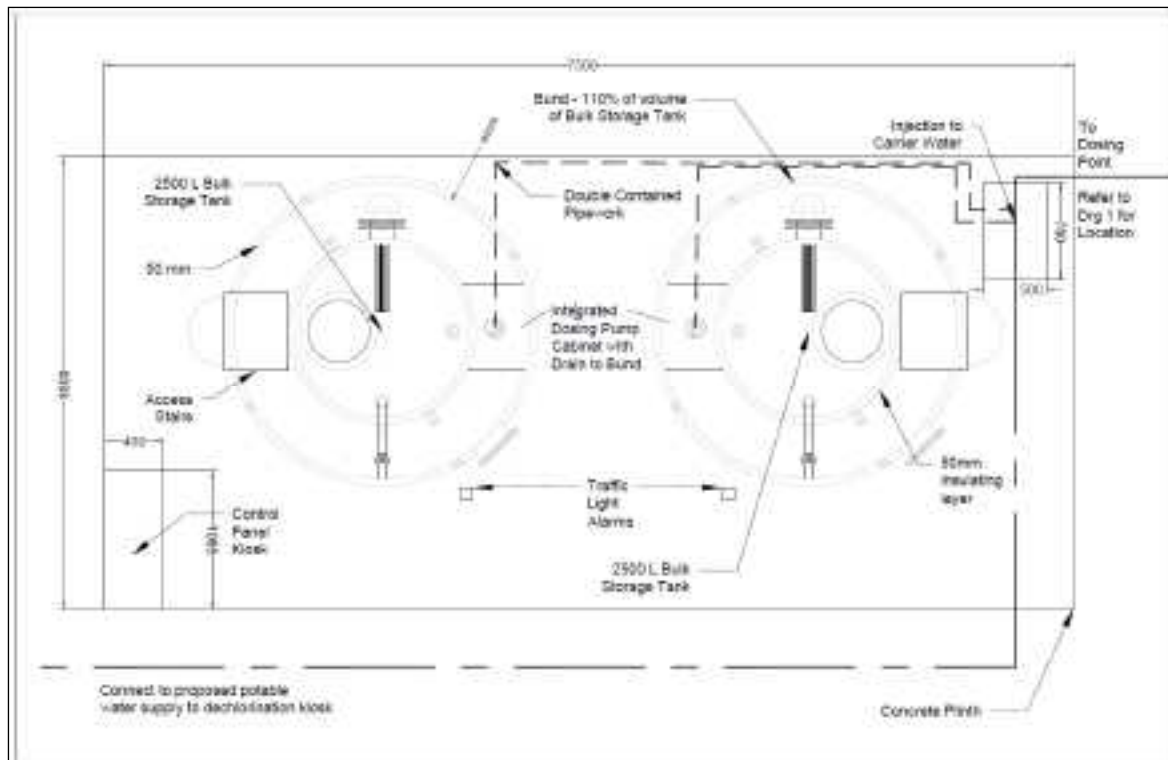 7500
Bund - 110% of volume
of Bulk Storage Tank
Injection to
Carrier Water
To
Dosing
Point
2500 L Bulk
Storage Tank
Double Contained
Pipework
Refer to
Drg 1 for
Location
50 mm
500
Integrated
Dosing Pump
Cabinet with
Drain to Bund
Access
Stairs
Traffic
Light
Alarms
50mm
Insulating
layer
Control
Panel
Kiosk
2500 L Bulk
Storage Tank
Connect to proposed potable
water supply to dechlorination kiosk
Concrete Plinth